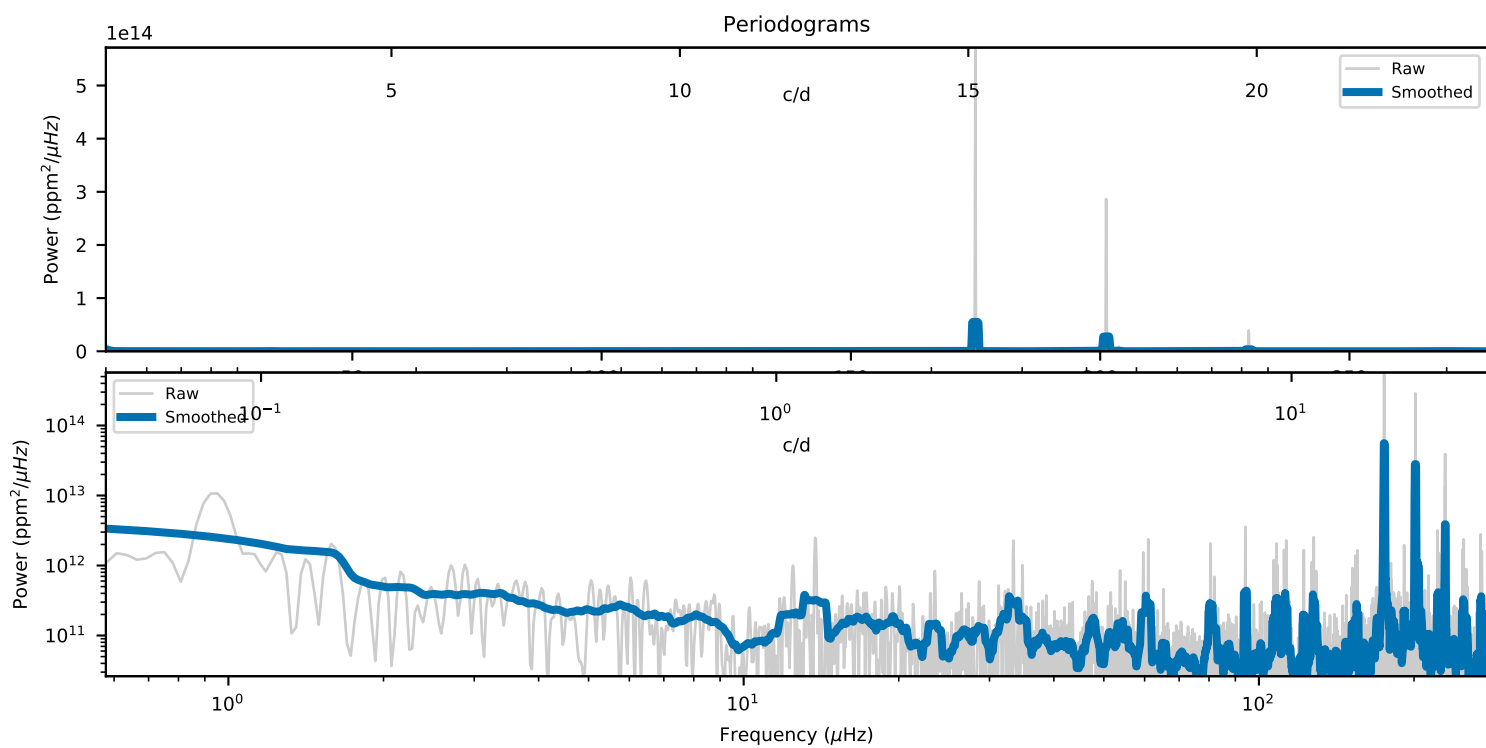 Periodograms
1e14
Raw
Smoothed
5
10
15
20
c/d
5
4
3
2
1
0
Power (ppm²/μHz)
Raw
Smoothed
10⁻¹
10⁰
10¹
c/d
10¹⁴
10¹³
10¹²
10¹¹
Power (ppm²/μHz)
10⁰
10¹
10²
Frequency (μHz)